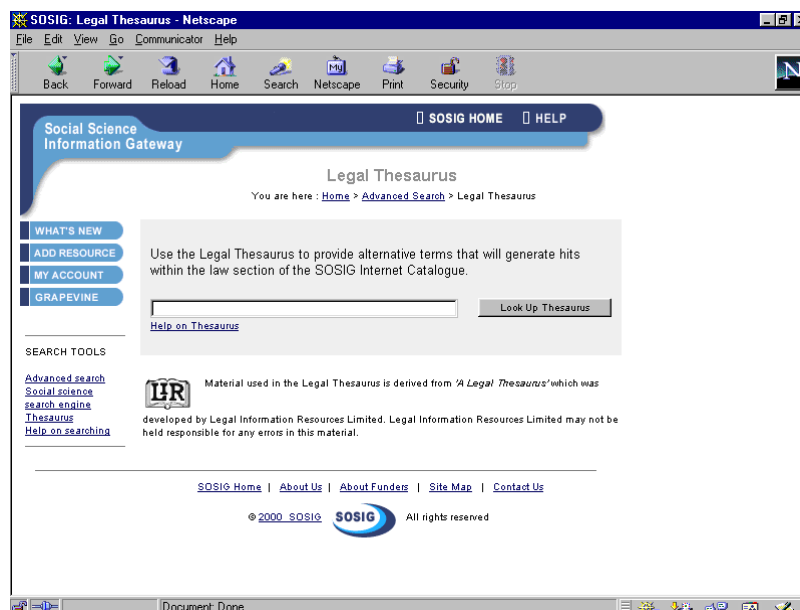 SOSIG: Legal Thesaurus - Netscape
File Edit View Go Communicator Help
Back Forward Reload Home Search Netscape Print Security Stop
My
N
SOSIG HOME HELP
Social Science
Information Gateway
Legal Thesaurus
You are here : Home > Advanced Search > Legal Thesaurus
WHAT'S NEW
ADD RESOURCE
MY ACCOUNT
GRAPEVINE
Use the Legal Thesaurus to provide alternative terms that will generate hits
within the law section of the SOSIG Internet Catalogue.
Look Up Thesaurus
Help on Thesaurus
SEARCH TOOLS
Advanced search
Social science
search engine
Thesaurus
Help on searching
LIR
Material used in the Legal Thesaurus is derived from 'A Legal Thesaurus' which was
developed by Legal Information Resources Limited. Legal Information Resources Limited may not be
held responsible for any errors in this material.
SOSIG Home | About Us | About Funders | Site Map | Contact Us
© 2000 SOSIG SOSIG All rights reserved
Document: Done